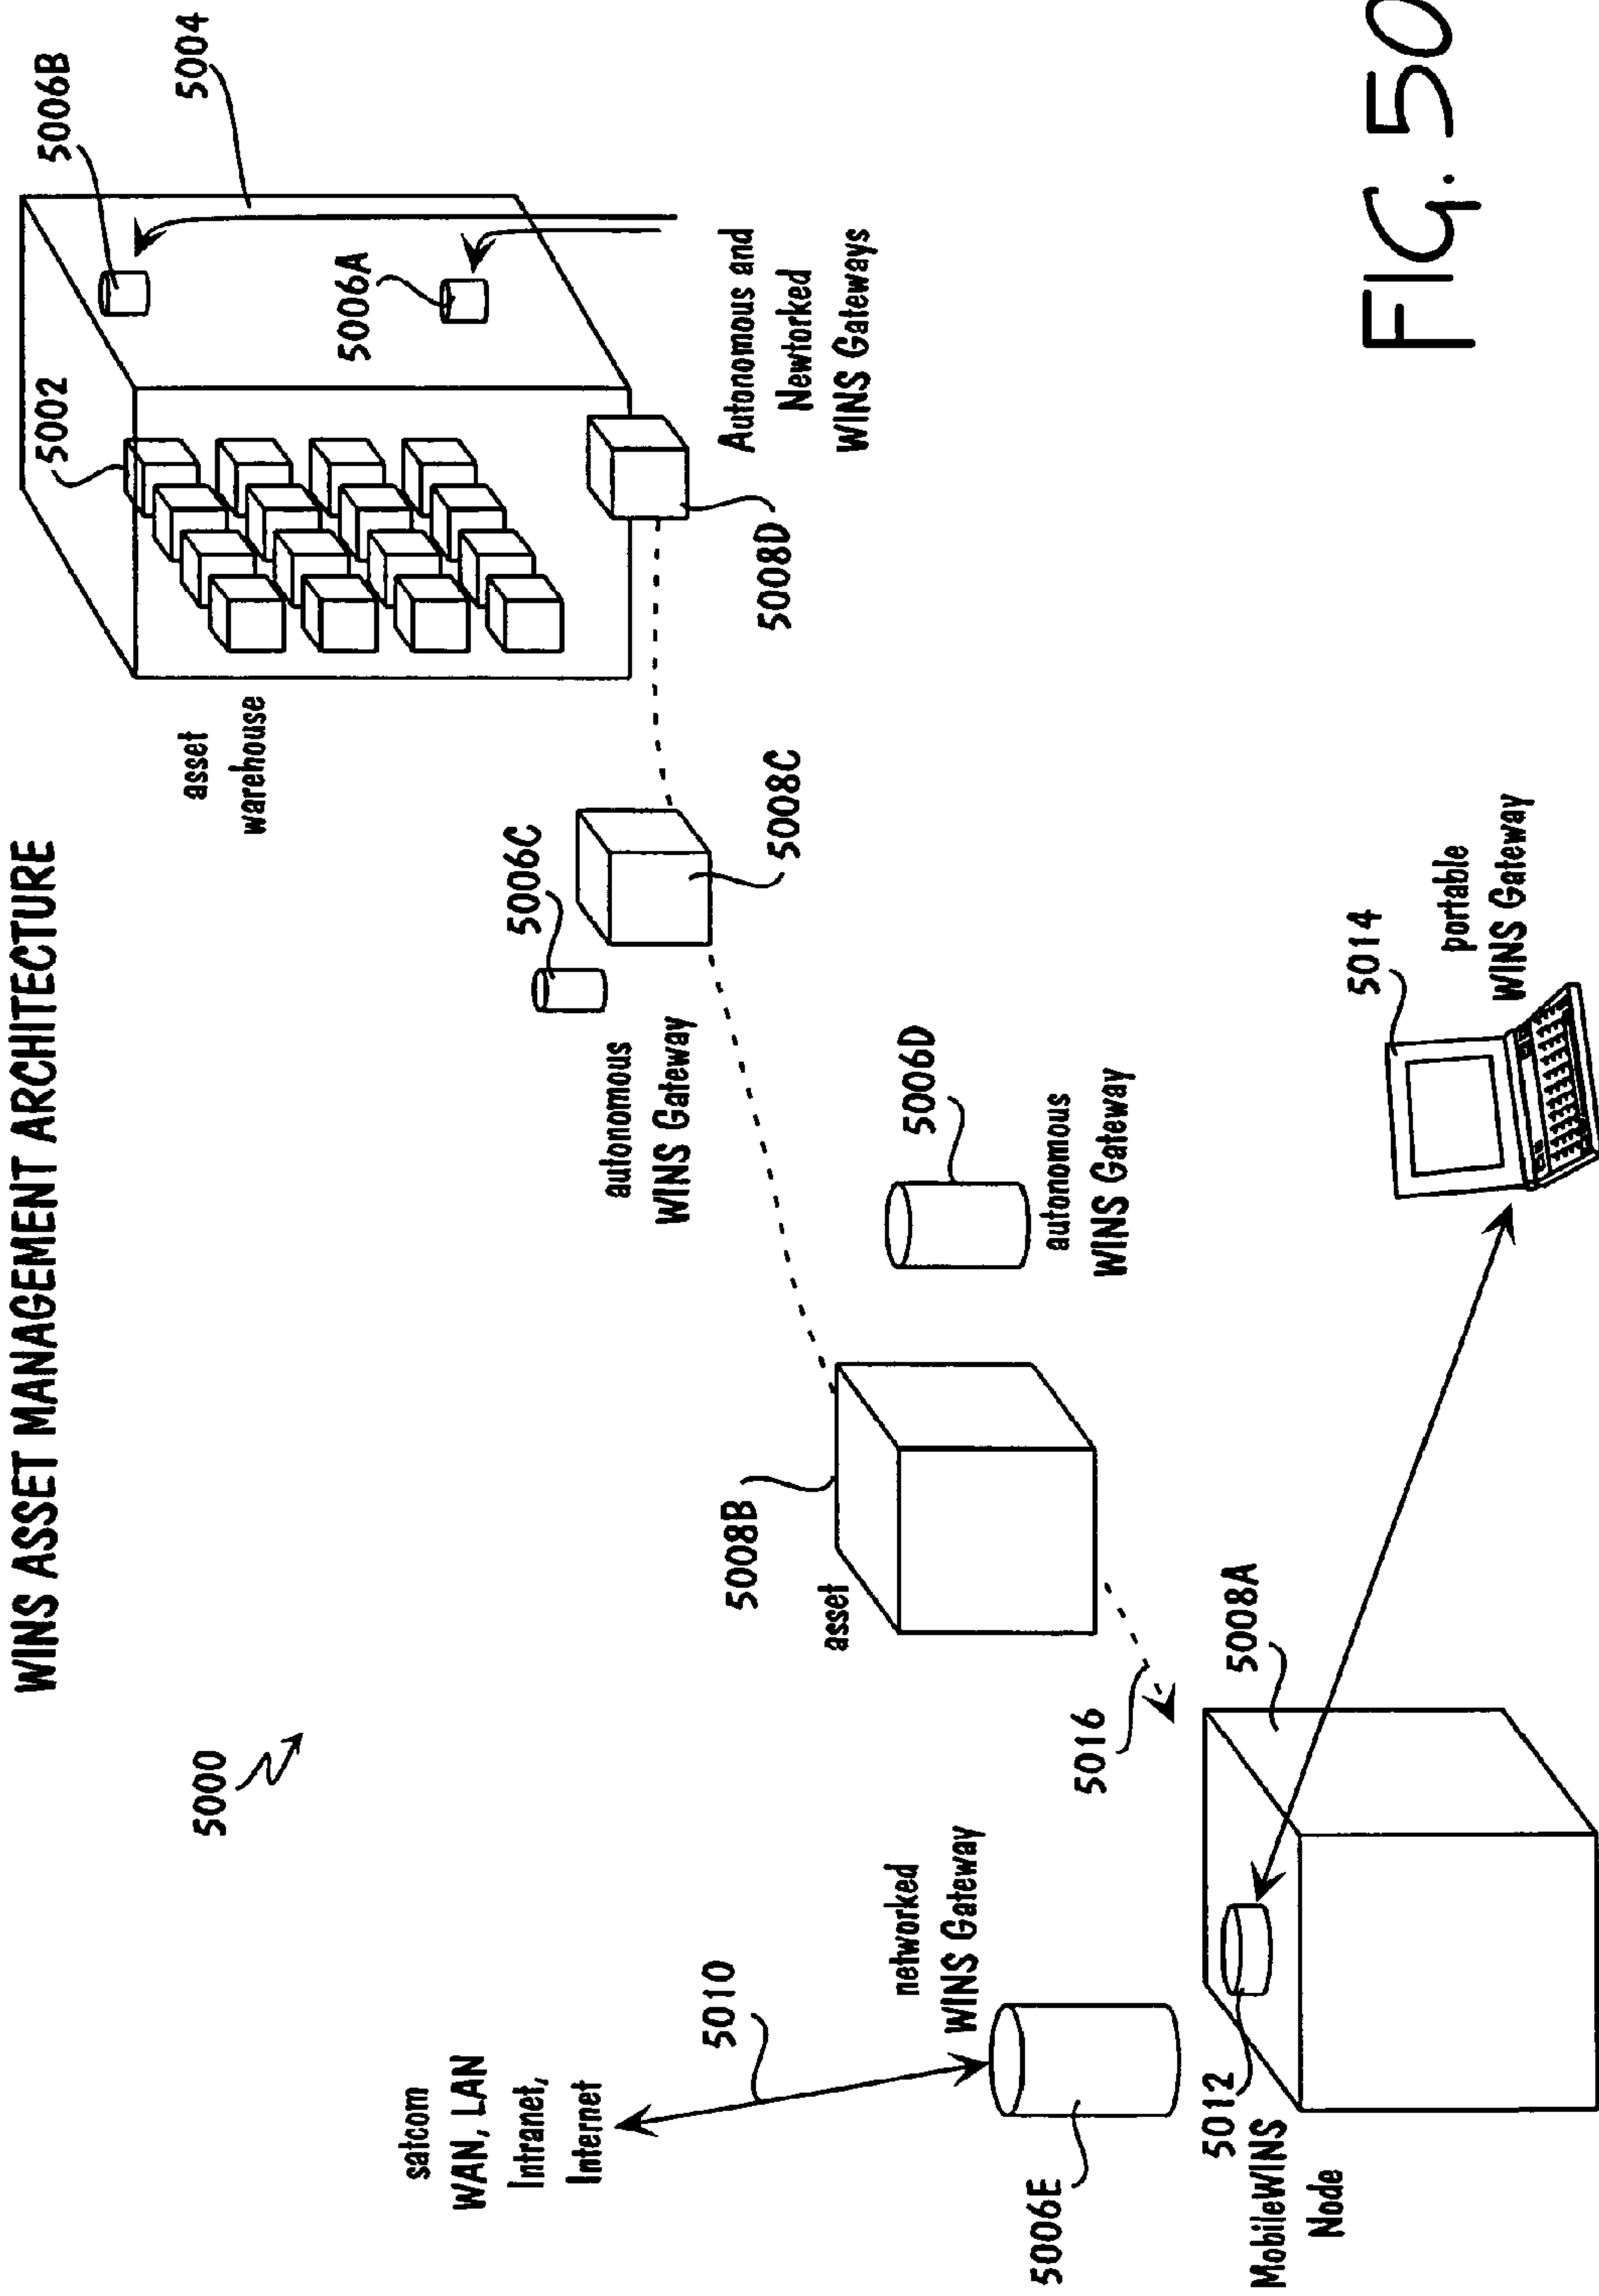 WINS ASSET MANAGEMENT ARCHITECTURE
5000
satcom
WAN, LAN
Intranet,
Internet
5010
networked
WINS Gateway
5006E
5012
MobileWINS
Node
5008A
5016
5008B
asset
5006D
autonomous
WINS Gateway
5006C
autonomous
WINS Gateway
5008C
asset
warehouse
5002
5006B
5004
5006A
5008D
Autonomous and
Newtorked
WINS Gateways
5014
portable
WINS Gateway
FIG. 50